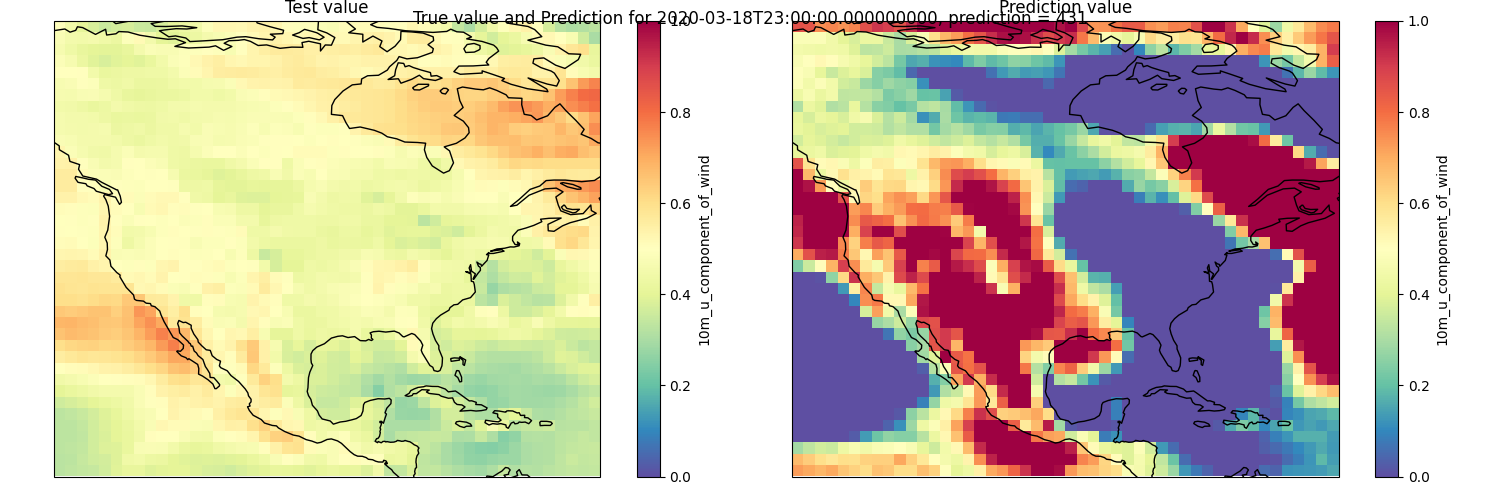 Test value
True value and Prediction for 2020-03-18T23:00:00.000000000, prediction = 431
Prediction value
1.0
0.8
0.6
0.4
0.2
0.0
10m_u_component_of_wind
1.0
0.8
0.6
0.4
0.2
0.0
10m_u_component_of_wind